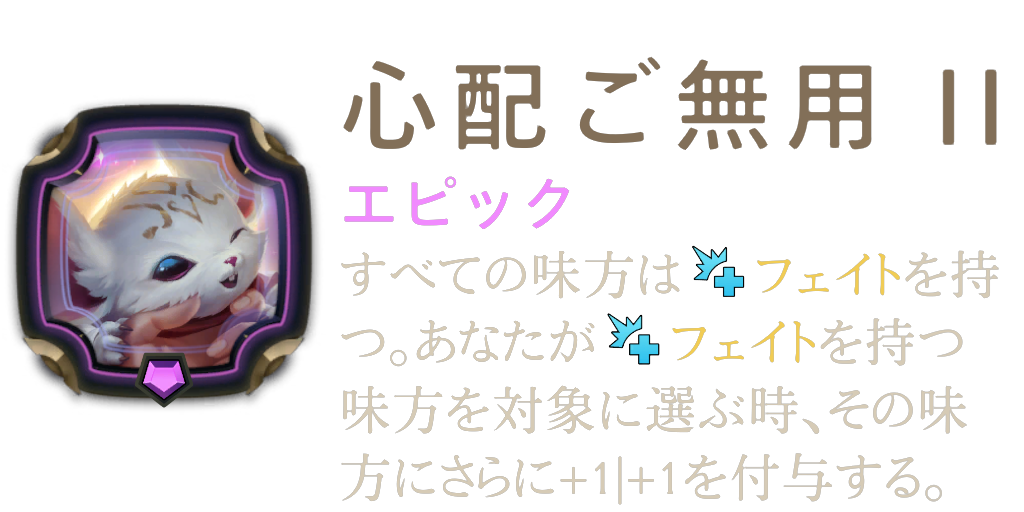 心配ご無用 II
エピック
すべての味方はフェイトを持
つ。あなたがフェイトを持つ
味方を対象に選ぶ時、その味
方にさらに+1|+1を付与する。